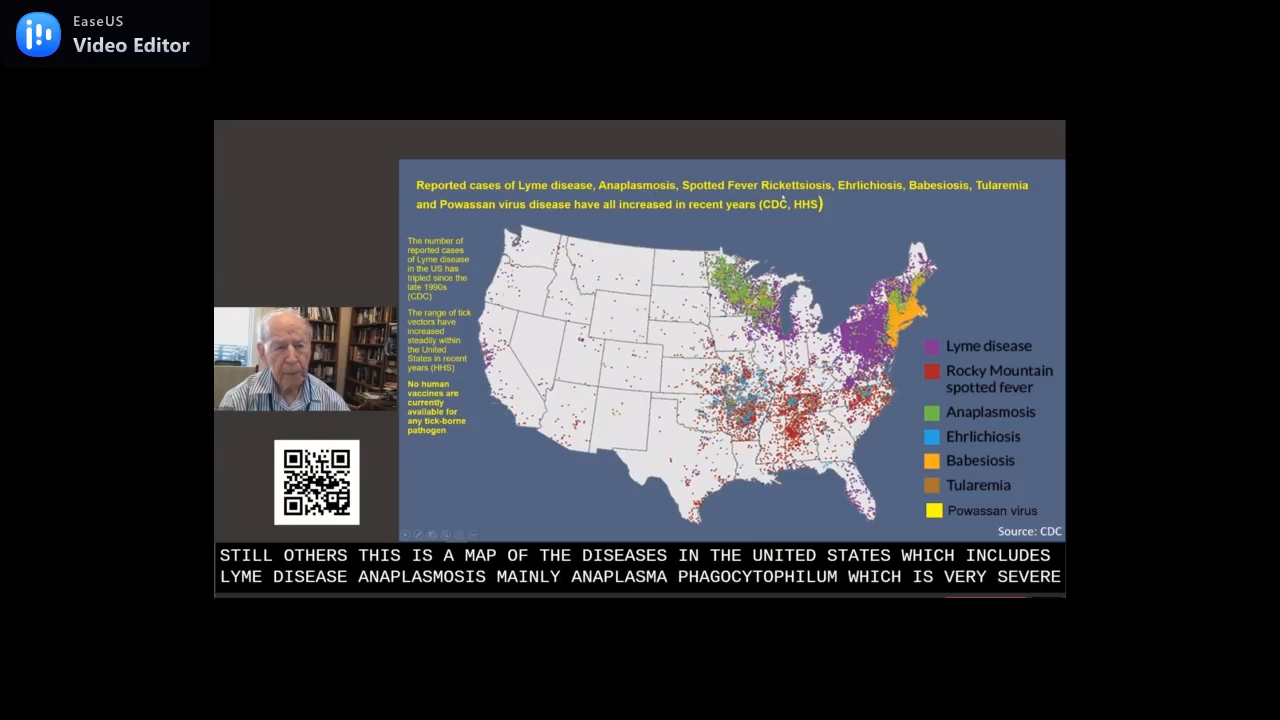 EaseUS
Video Editor
Reported cases of Lyme disease, Anaplasmosis, Spotted Fever Rickettsiosis, Ehrlichiosis, Babesiosis, Tularemia
and Powassan virus disease have all increased in recent years (CDC, HHS)
The number of
reported cases
of Lyme disease
in the US has
tripled since the
late 1990s
(CDC)
The range of tick
vectors have
increased
steadily within
the United
States in recent
years (HHS)
No human
vaccines are
currently
available for
any tick-borne
pathogen
Lyme disease
Rocky Mountain
spotted fever
Anaplasmosis
Ehrlichiosis
Babesiosis
Tularemia
Powassan virus
Source: CDC
STILL OTHERS THIS IS A MAP OF THE DISEASES IN THE UNITED STATES WHICH INCLUDES
LYME DISEASE ANAPLASMOSIS MAINLY ANAPLASMA PHAGOCYTOPHILUM WHICH IS VERY SEVERE